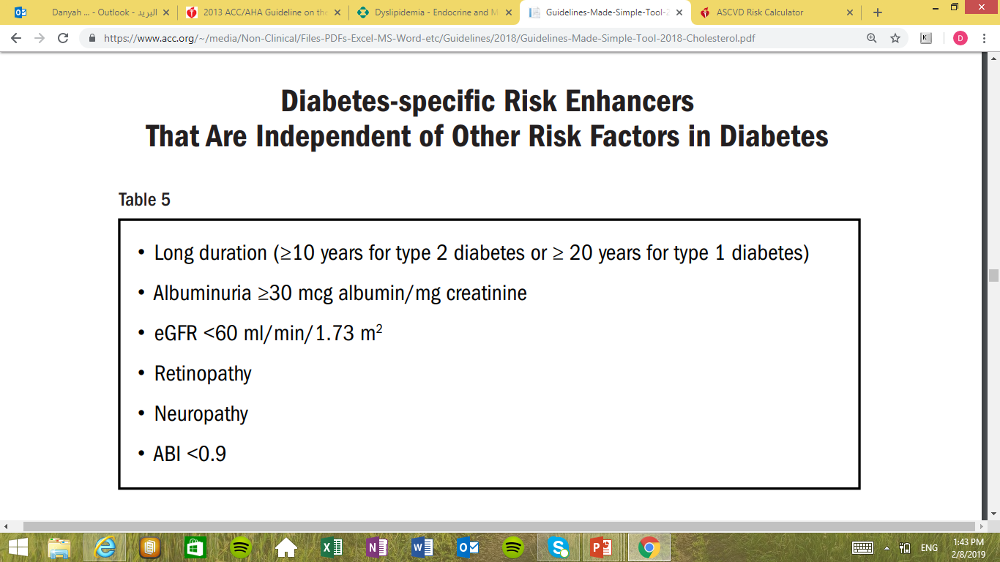 Danyah ... - Outlook - البريد
2013 ACC/AHA Guideline on the
Dyslipidemia - Endocrine and M
Guidelines-Made-Simple-Tool-2
ASCVD Risk Calculator
https://www.acc.org/~/media/Non-Clinical/Files-PDFs-Excel-MS-Word-etc/Guidelines/2018/Guidelines-Made-Simple-Tool-2018-Cholesterol.pdf
D
Diabetes-specific Risk Enhancers
That Are Independent of Other Risk Factors in Diabetes
Table 5
• Long duration (≥10 years for type 2 diabetes or ≥ 20 years for type 1 diabetes)
• Albuminuria ≥30 mcg albumin/mg creatinine
• eGFR <60 ml/min/1.73 m²
• Retinopathy
• Neuropathy
• ABI <0.9
ENG
1:43 PM
2/8/2019